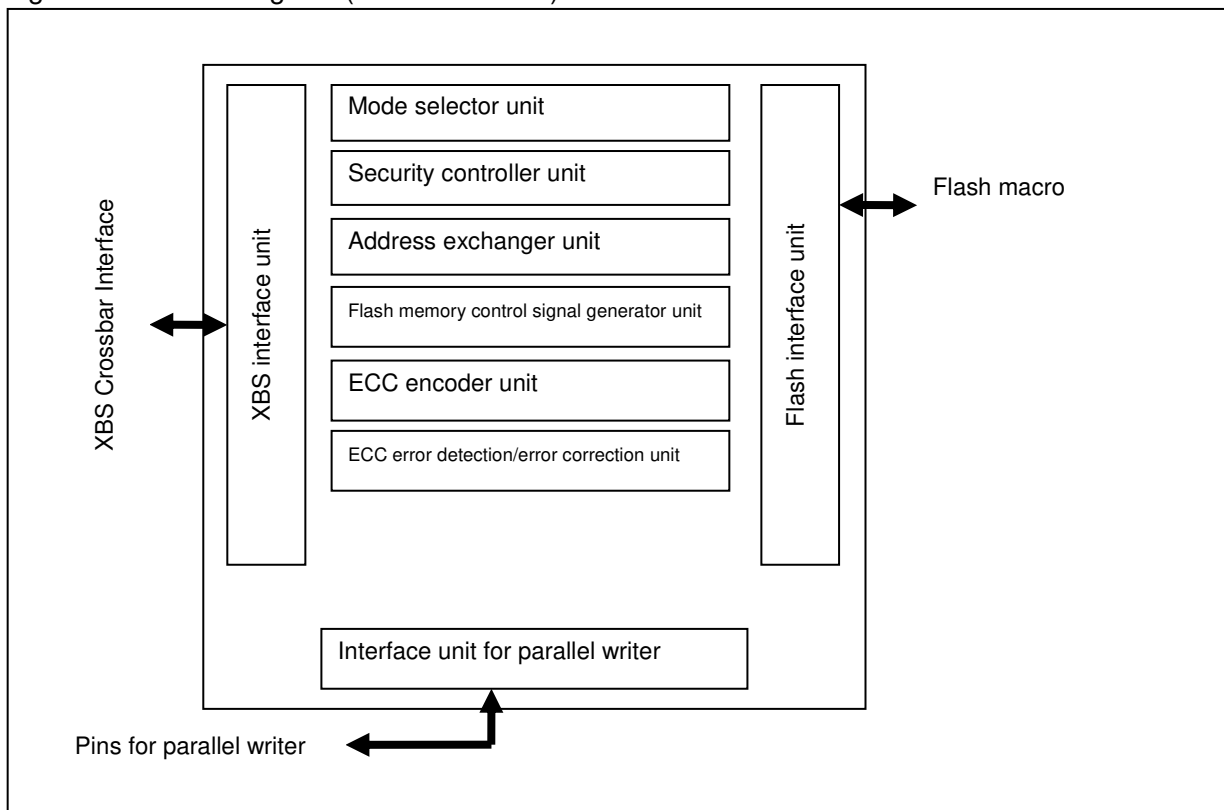 Mode selector unit
Security controller unit
Address exchanger unit
Flash memory control signal generator unit
ECC encoder unit
ECC error detection/error correction unit
XBS Crossbar Interface
XBS interface unit
Flash interface unit
Flash macro
Interface unit for parallel writer
Pins for parallel writer